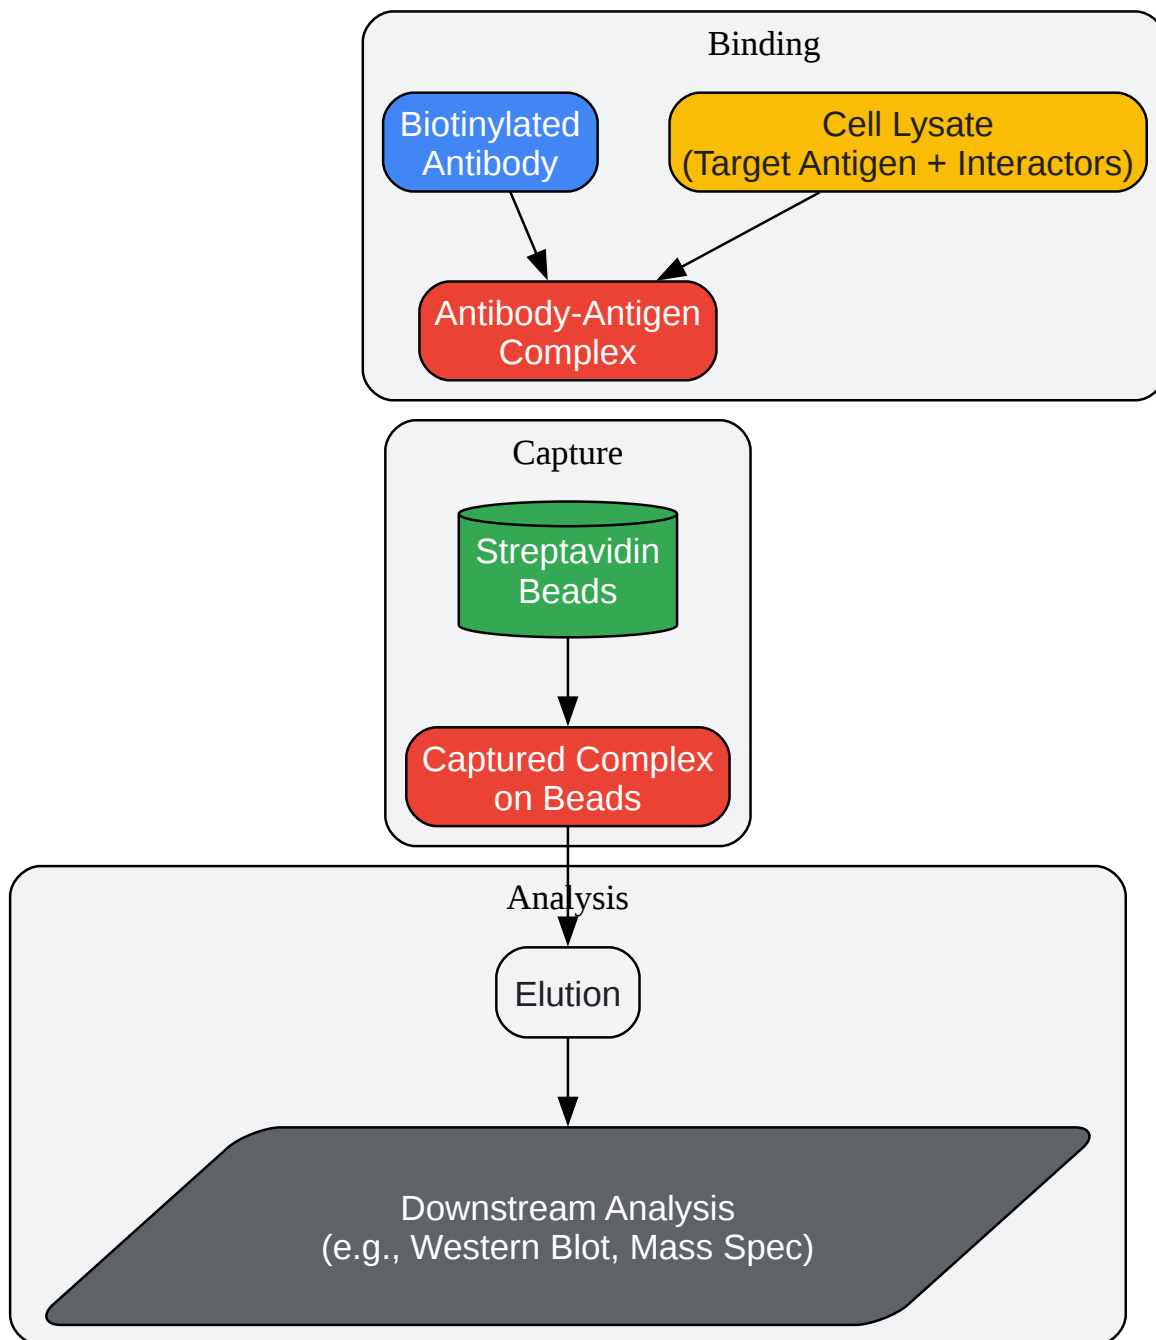 Binding
Biotinylated
Antibody
Cell Lysate
(Target Antigen + Interactors)
Antibody-Antigen
Complex
Capture
Streptavidin
Beads
Captured Complex
on Beads
Analysis
Elution
Downstream Analysis
(e.g., Western Blot, Mass Spec)